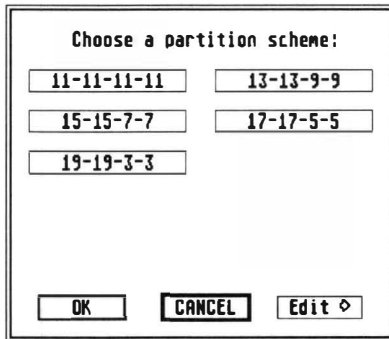 Choose a partition scheme:
11-11-11-11 13-13-9-9
15-15-7-7 17-17-5-5
19-19-3-3
OK CANCEL Edit ◇